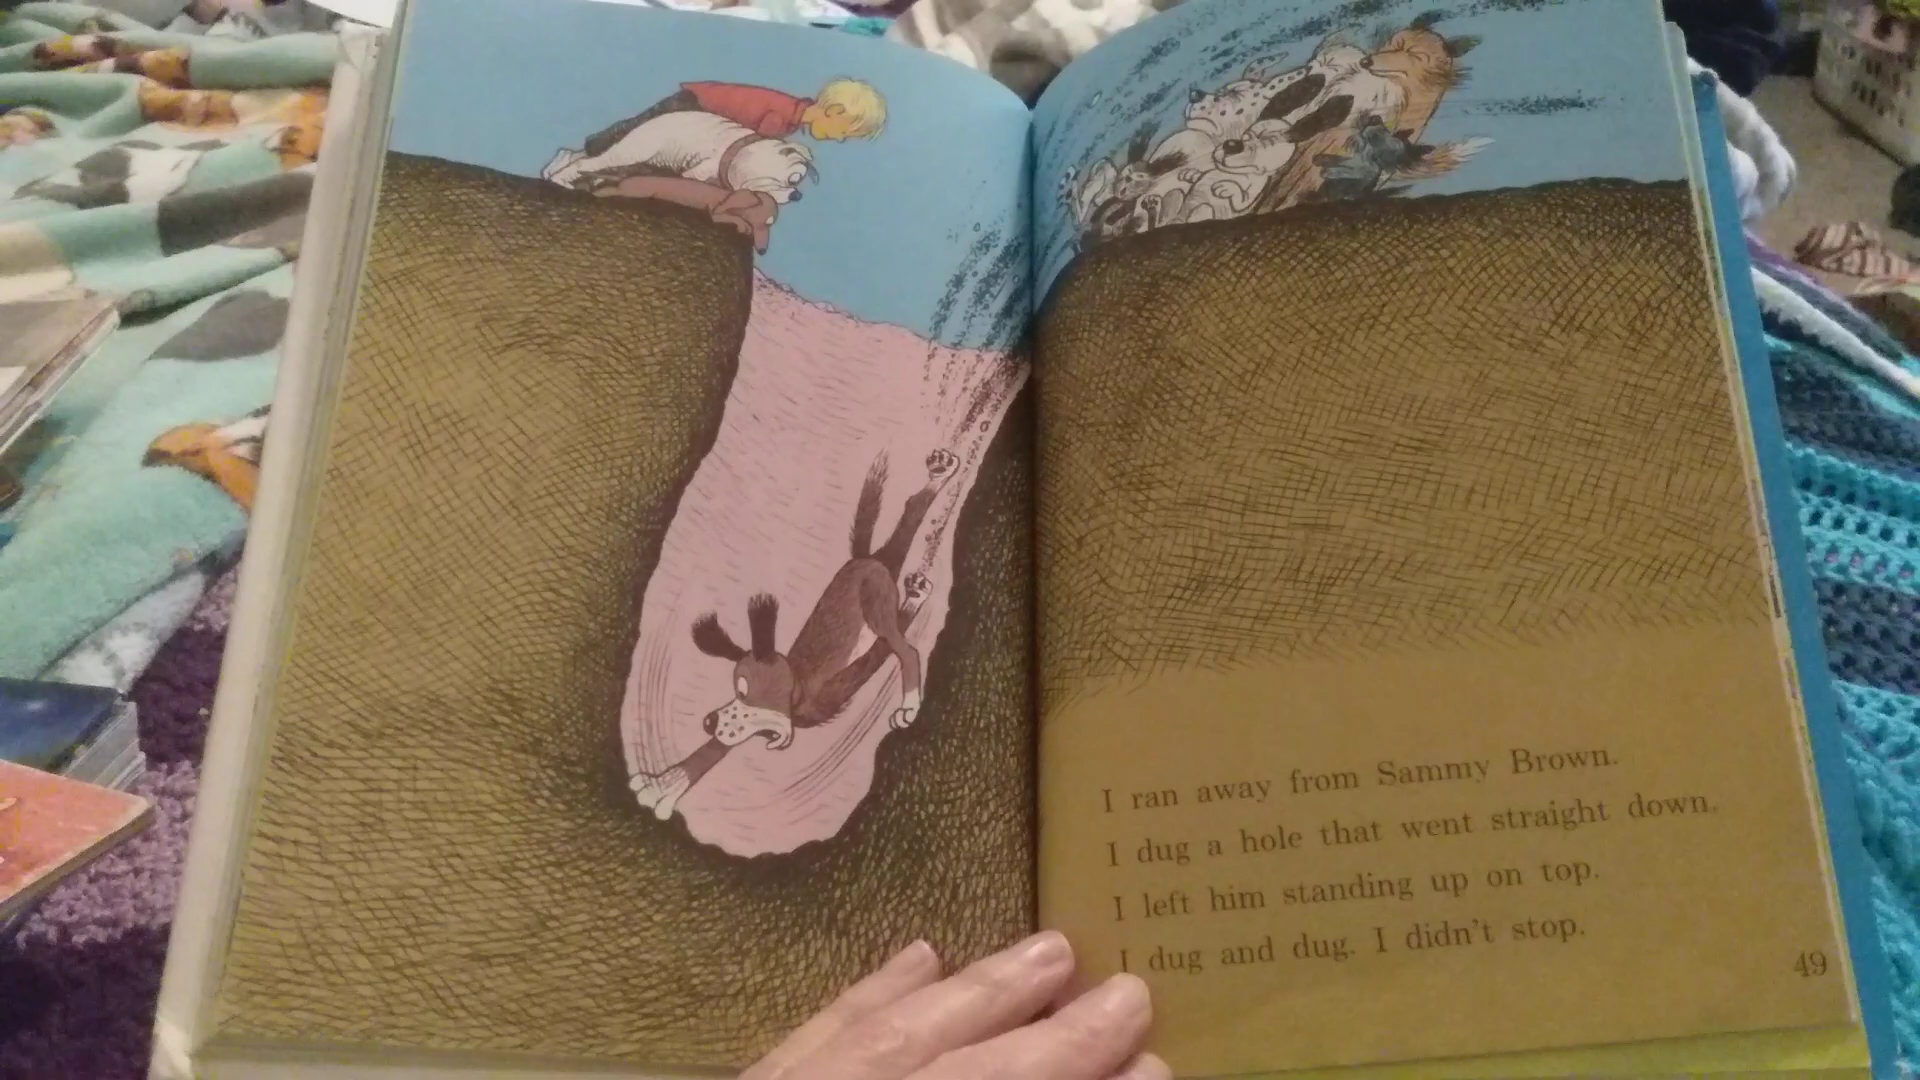 I ran away from Sammy Brown.
I dug a hole that went straight down.
I left him standing up on top.
I dug and dug. I didn't stop.
49